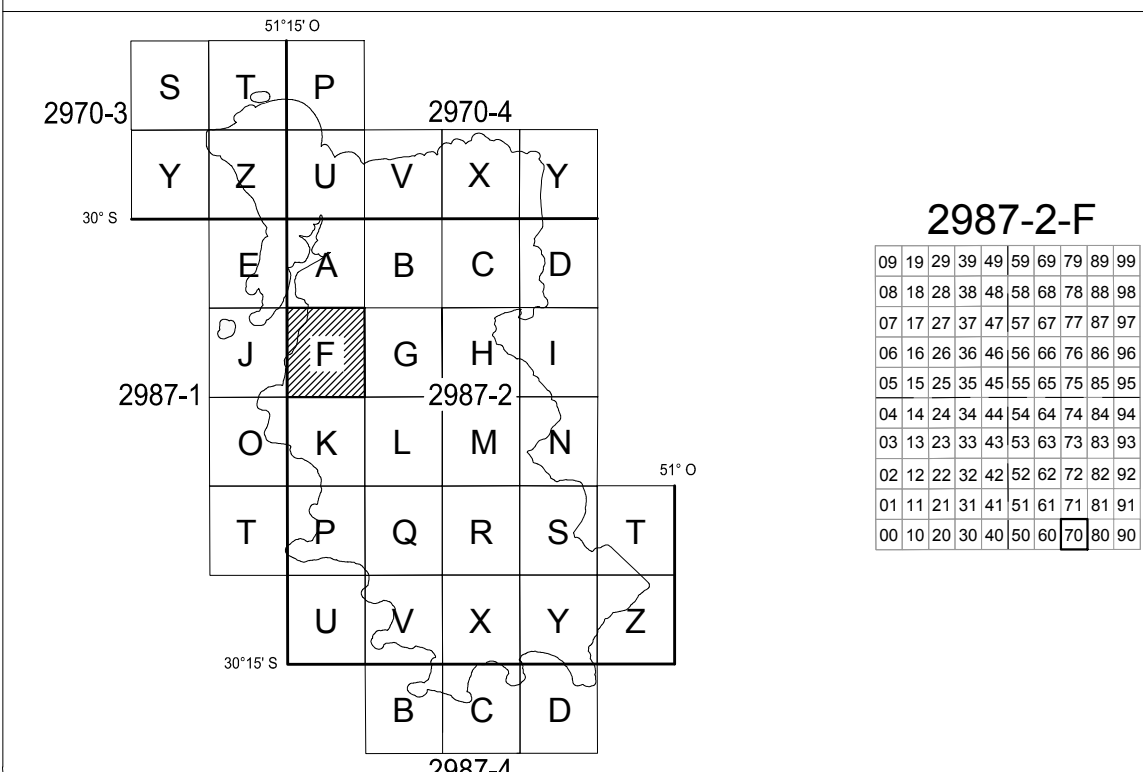 51°15' O
S T P
2970-3 2970-4
Y Z U V X Y
30° S
E A B C D
J F G H I
2987-1 2987-2
O K L M N
51° O
T P Q R S T
U V X Y Z
30°15' S
B C D
2987-4
2987-2-F
09 19 29 39 49 59 69 79 89 99
08 18 28 38 48 58 68 78 88 98
07 17 27 37 47 57 67 77 87 97
06 16 26 36 46 56 66 76 86 96
05 15 25 35 45 55 65 75 85 95
04 14 24 34 44 54 64 74 84 94
03 13 23 33 43 53 63 73 83 93
02 12 22 32 42 52 62 72 82 92
01 11 21 31 41 51 61 71 81 91
00 10 20 30 40 50 60 70 80 90